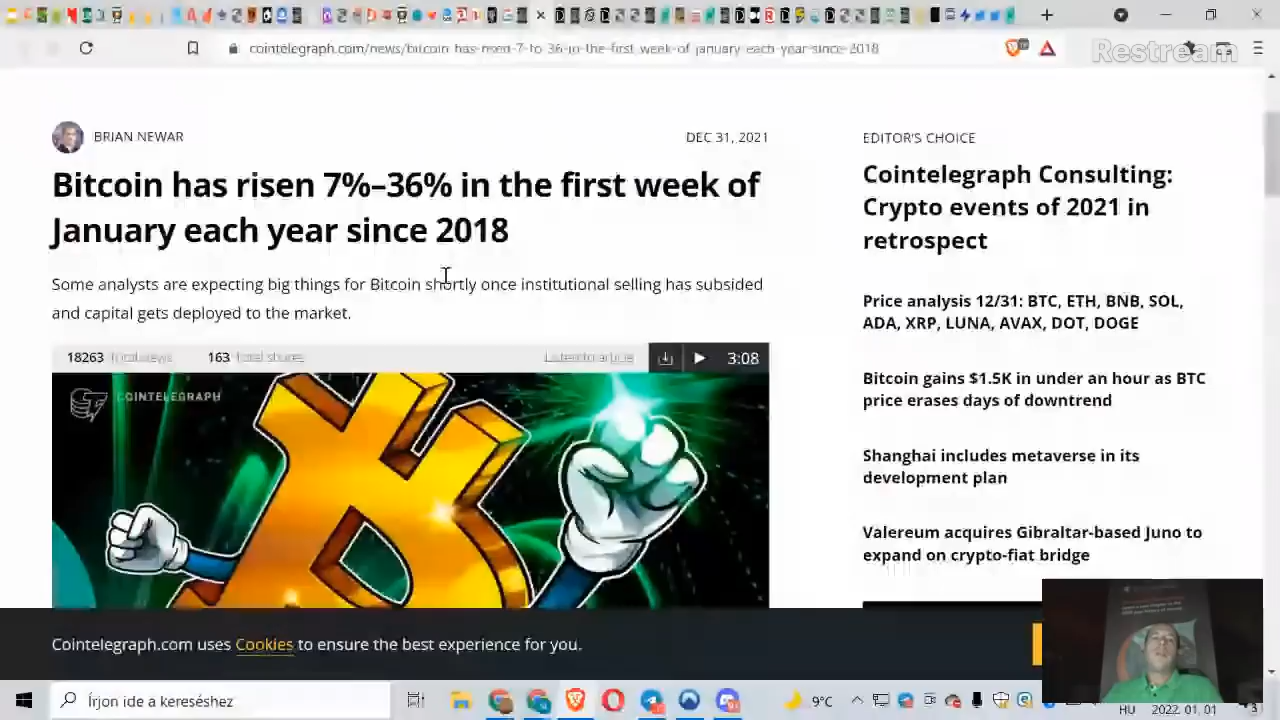 cointelegraph.com/news/bitcoin-has-risen-7-to-36-in-the-first-week-of-january-each-year-since-2018
Restream
BRIAN NEWAR
DEC 31, 2021
Bitcoin has risen 7%–36% in the first week of
January each year since 2018
Some analysts are expecting big things for Bitcoin shortly once institutional selling has subsided
and capital gets deployed to the market.
18263 Total views
163 Total shares
Listen to article
3:08
COINTELEGRAPH
EDITOR'S CHOICE
Cointelegraph Consulting:
Crypto events of 2021 in
retrospect
Price analysis 12/31: BTC, ETH, BNB, SOL,
ADA, XRP, LUNA, AVAX, DOT, DOGE
Bitcoin gains $1.5K in under an hour as BTC
price erases days of downtrend
Shanghai includes metaverse in its
development plan
Valereum acquires Gibraltar-based Juno to
expand on crypto-fiat bridge
Cointelegraph.com uses Cookies to ensure the best experience for you.
Írjon ide a kereséshez
9°C
HU
2022. 01. 01